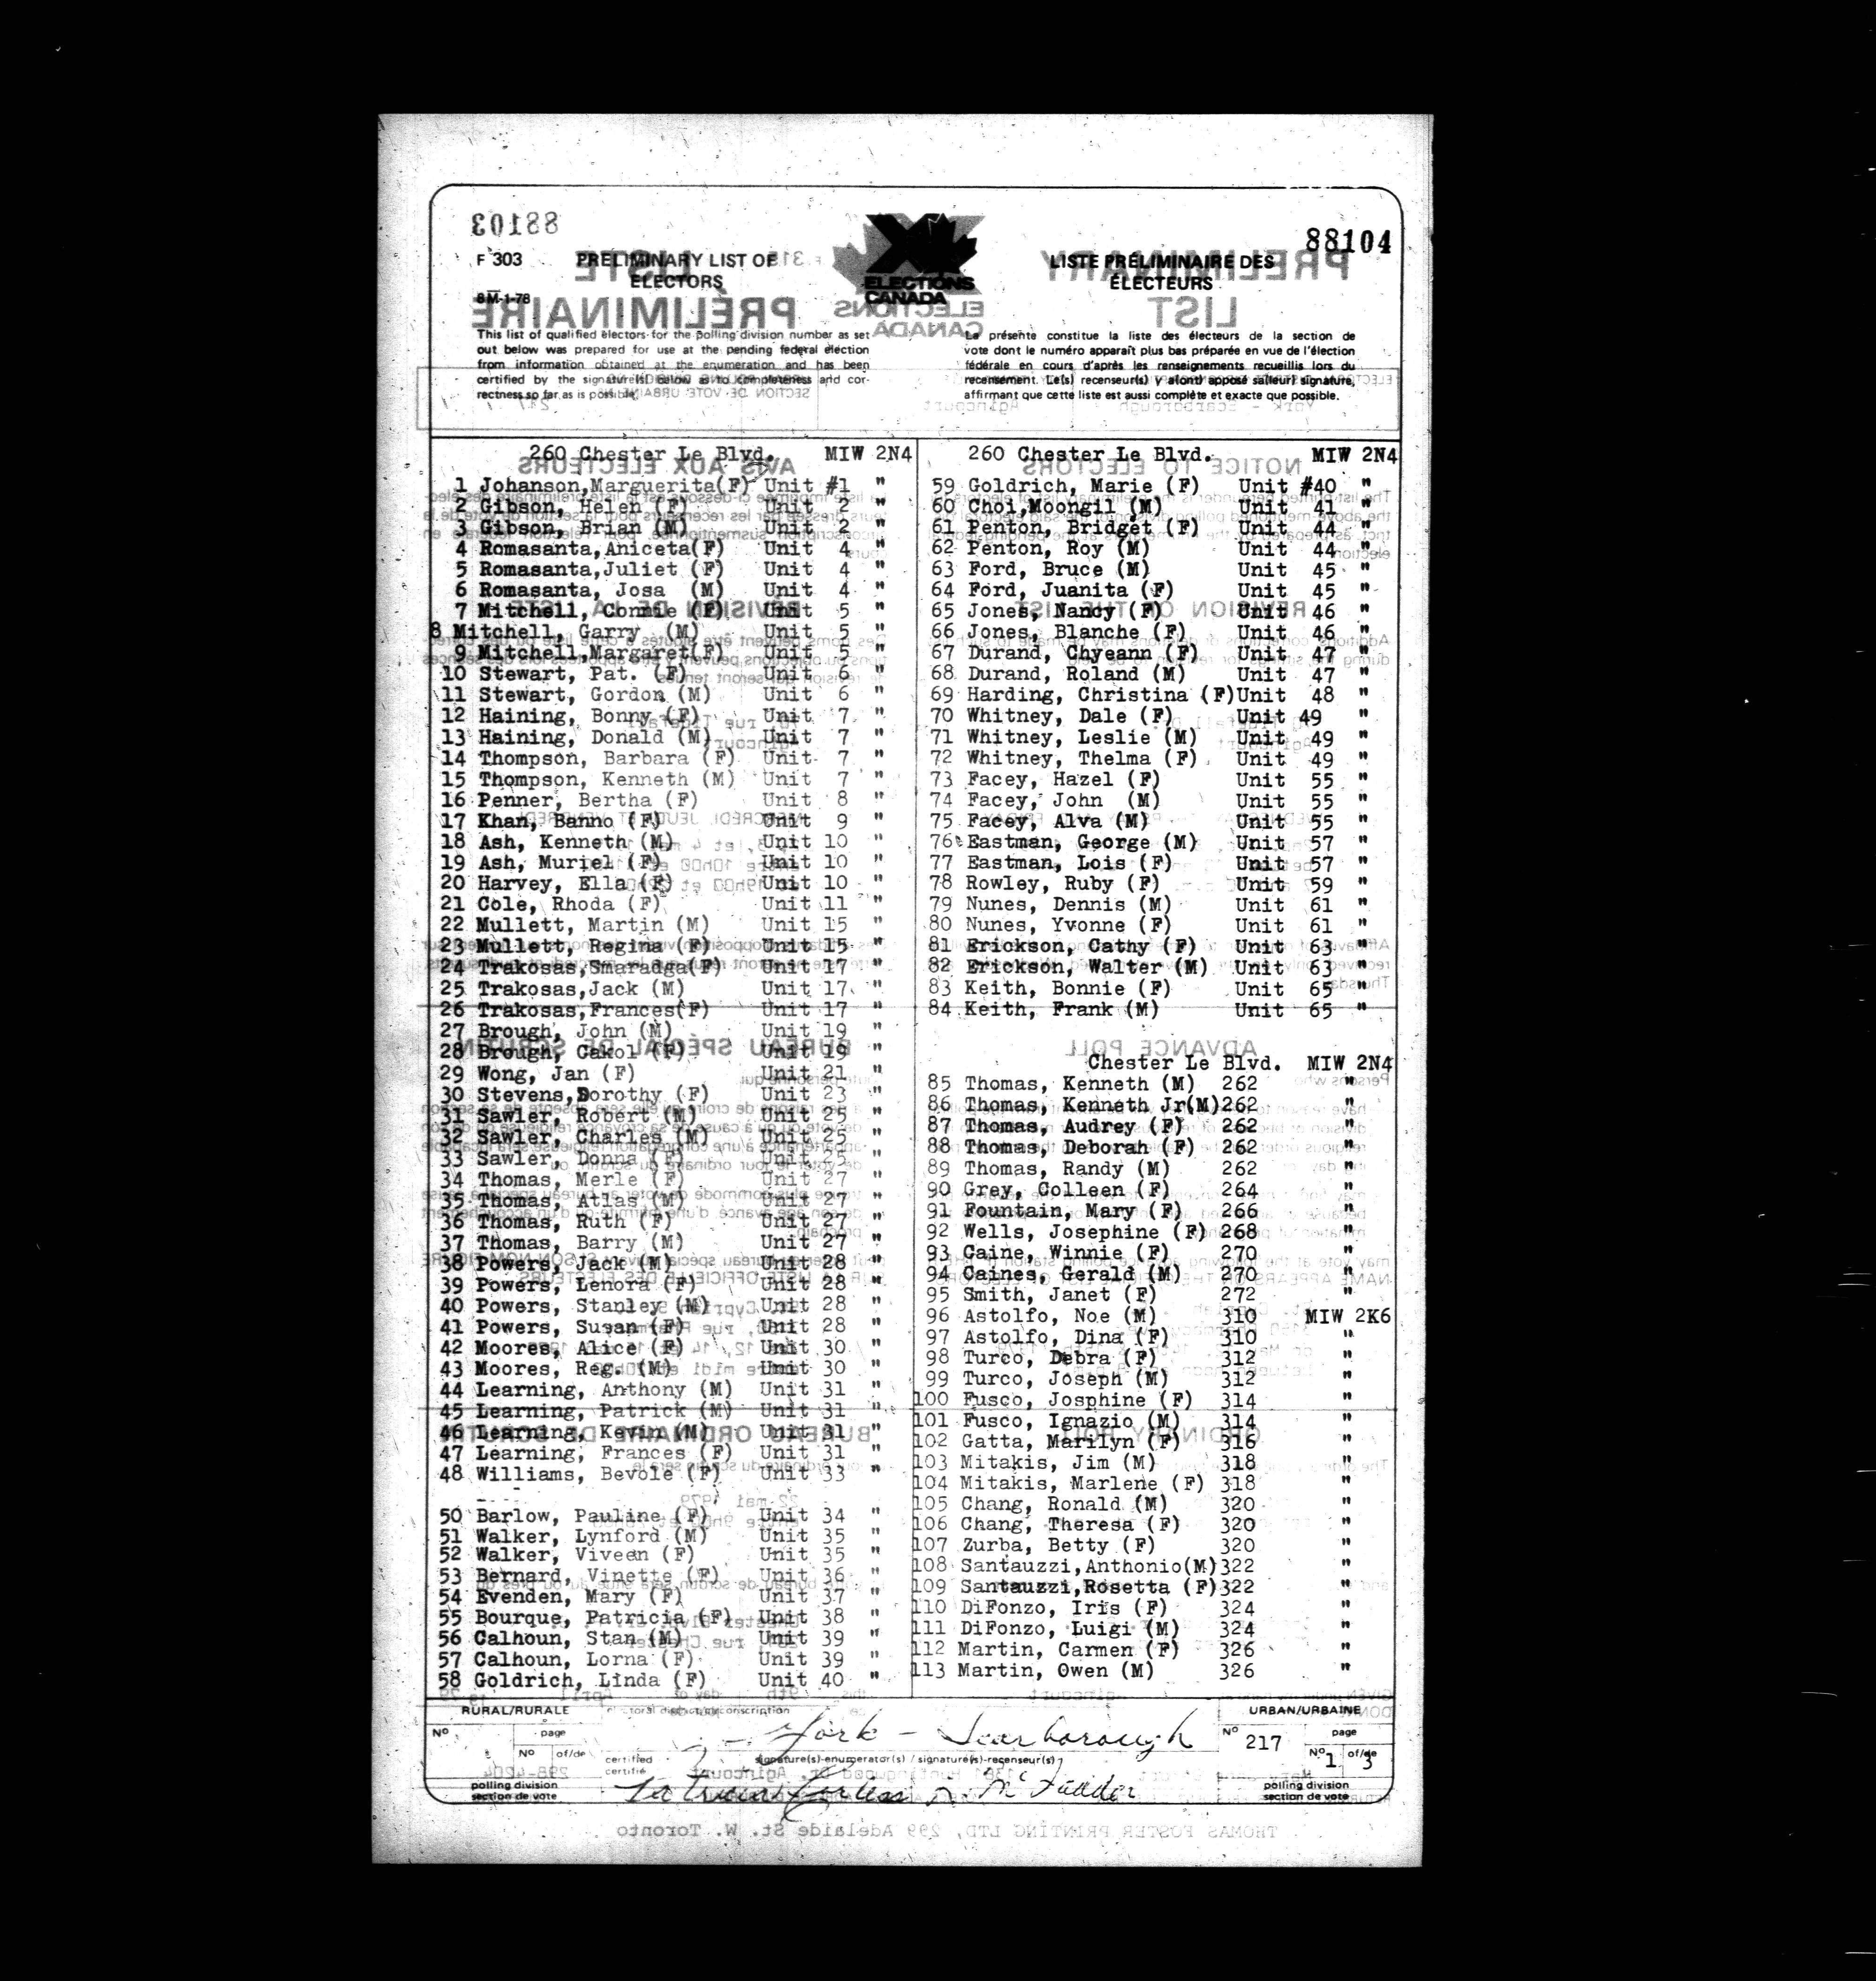 88104
F 303
PRELIMINARY LIST OF
ELECTORS
8M-1-78
ELECTIONS
CANADA
LISTE PRÉLIMINAIRE DES
ÉLECTEURS
This list of qualified electors for the polling division number as set
out below was prepared for use at the pending federal election
from information obtained at the enumeration and has been
certified by the signature(s) below as to completeness and cor-
rectness so far as is possible.
La présente constitue la liste des électeurs de la section de
vote dont le numéro apparaît plus bas préparée en vue de l'élection
fédérale en cours d'après les renseignements recueillis lors du
recensement. Le(s) recenseur(s) y a(ont) apposé sa(leur) signature,
affirmant que cette liste est aussi complète et exacte que possible.
260 Chester Le Blvd. MIW 2N4
1 Johanson,Marguerita(F) Unit #1 "
2 Gibson, Helen (F) Unit 2 "
3 Gibson, Brian (M) Unit 2 "
4 Romasanta,Aniceta(F) Unit 4 "
5 Romasanta,Juliet (F) Unit 4 "
6 Romasanta, Josa (M) Unit 4 "
7 Mitchell, Connie (F) Unit 5 "
8 Mitchell, Garry (M) Unit 5 "
9 Mitchell,Margaret(F) Unit 5 "
10 Stewart, Pat. (F) Unit 6 "
11 Stewart, Gordon (M) Unit 6 "
12 Haining, Bonny (F) Unit 7 "
13 Haining, Donald (M) Unit 7 "
14 Thompson, Barbara (F) Unit 7 "
15 Thompson, Kenneth (M) Unit 7 "
16 Penner, Bertha (F) Unit 8 "
17 Khan, Banno (F) Unit 9 "
18 Ash, Kenneth (M) Unit 10 "
19 Ash, Muriel (F) Unit 10 "
20 Harvey, Ella (F) Unit 10 "
21 Cole, Rhoda (F) Unit 11 "
22 Mullett, Martin (M) Unit 15 "
23 Mullett, Regina (F) Unit 15 "
24 Trakosas,Smaradga(F) Unit 17 "
25 Trakosas,Jack (M) Unit 17 "
26 Trakosas,Frances(F) Unit 17 "
27 Brough, John (M) Unit 19 "
28 Brough, Cakol (F) Unit 19 "
29 Wong, Jan (F) Unit 21 "
30 Stevens,Dorothy (F) Unit 23 "
31 Sawler, Robert (M) Unit 25 "
32 Sawler, Charles (M) Unit 25 "
33 Sawler, Donna (F) Unit 25 "
34 Thomas, Merle (F) Unit 27 "
35 Thomas, Atlas (M) Unit 27 "
36 Thomas, Ruth (F) Unit 27 "
37 Thomas, Barry (M) Unit 27 "
38 Powers, Jack (M) Unit 28 "
39 Powers, Lenora (F) Unit 28 "
40 Powers, Stanley (M) Unit 28 "
41 Powers, Susan (F) Unit 28 "
42 Moores, Alice (F) Unit 30 "
43 Moores, Reg. (M) Unit 30 "
44 Learning, Anthony (M) Unit 31 "
45 Learning, Patrick (M) Unit 31 "
46 Learning, Kevin (M) Unit 31 "
47 Learning, Frances (F) Unit 31 "
48 Williams, Bevole (F) Unit 33 "
50 Barlow, Pauline (F) Unit 34 "
51 Walker, Lynford (M) Unit 35 "
52 Walker, Viveen (F) Unit 35 "
53 Bernard, Vinette (F) Unit 36 "
54 Evenden, Mary (F) Unit 37 "
55 Bourque, Patricia (F) Unit 38 "
56 Calhoun, Stan (M) Unit 39 "
57 Calhoun, Lorna (F) Unit 39 "
58 Goldrich, Linda (F) Unit 40 "
260 Chester Le Blvd. MIW 2N4
59 Goldrich, Marie (F) Unit #40 "
60 Choi,Moongil (M) Unit 41 "
61 Penton, Bridget (F) Unit 44 "
62 Penton, Roy (M) Unit 44 "
63 Ford, Bruce (M) Unit 45 "
64 Ford, Juanita (F) Unit 45 "
65 Jones, Nancy (F) Unit 46 "
66 Jones, Blanche (F) Unit 46 "
67 Durand, Chyeann (F) Unit 47 "
68 Durand, Roland (M) Unit 47 "
69 Harding, Christina (F)Unit 48 "
70 Whitney, Dale (F) Unit 49 "
71 Whitney, Leslie (M) Unit 49 "
72 Whitney, Thelma (F) Unit 49 "
73 Facey, Hazel (F) Unit 55 "
74 Facey, John (M) Unit 55 "
75 Facey, Alva (M) Unit 55 "
76 Eastman, George (M) Unit 57 "
77 Eastman, Lois (F) Unit 57 "
78 Rowley, Ruby (F) Unit 59 "
79 Nunes, Dennis (M) Unit 61 "
80 Nunes, Yvonne (F) Unit 61 "
81 Erickson, Cathy (F) Unit 63 "
82 Erickson, Walter (M) Unit 63 "
83 Keith, Bonnie (F) Unit 65 "
84 Keith, Frank (M) Unit 65 "
Chester Le Blvd. MIW 2N4
85 Thomas, Kenneth (M) 262 "
86 Thomas, Kenneth Jr(M)262 "
87 Thomas, Audrey (F) 262 "
88 Thomas, Deborah (F) 262 "
89 Thomas, Randy (M) 262 "
90 Grey, Colleen (F) 264 "
91 Fountain, Mary (F) 266 "
92 Wells, Josephine (F) 268 "
93 Caine, Winnie (F) 270 "
94 Caines, Gerald (M) 270 "
95 Smith, Janet (F) 272 "
96 Astolfo, Noe (M) 310 MIW 2K6
97 Astolfo, Dina (F) 310 "
98 Turco, Debra (F) 312 "
99 Turco, Joseph (M) 312 "
100 Fusco, Josphine (F) 314 "
101 Fusco, Ignazio (M) 314 "
102 Gatta, Marilyn (F) 316 "
103 Mitakis, Jim (M) 318 "
104 Mitakis, Marlene (F) 318 "
105 Chang, Ronald (M) 320 "
106 Chang, Theresa (F) 320 "
107 Zurba, Betty (F) 320 "
108 Santauzzi,Anthonio(M)322 "
109 Santauzzi,Rosetta (F)322 "
110 DiFonzo, Iris (F) 324 "
111 DiFonzo, Luigi (M) 324 "
112 Martin, Carmen (F) 326 "
113 Martin, Owen (M) 326 "
RURAL/RURALE
Nº page
Nº of/de
polling division
section de vote
York - Scarborough
certified
certifié
signature(s)-enumerator(s) / signature(s)-recenseur(s)
McFadden
URBAN/URBAINE
Nº 217 page
Nº 1 of/de 3
polling division
section de vote